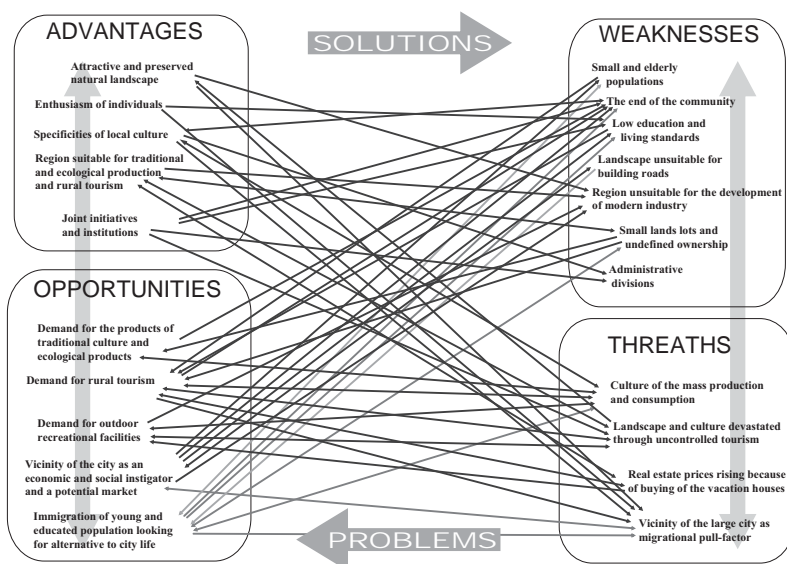 ADVANTAGES
Attractive and preserved
natural landscape
Enthusiasm of individuals
Specificities of local culture
Region suitable for traditional
and ecological production
and rural tourism
Joint initiatives
and institutions
SOLUTIONS
WEAKNESSES
Small and elderly
populations
The end of the community
Low education and
living standards
Landscape unsuitable for
building roads
Region unsuitable for the development
of modern industry
Small lands lots and
undefined ownership
Administrative
divisions
OPPORTUNITIES
Demand for the products of
traditional culture and
ecological products
Demand for rural tourism
Demand for outdoor
recreational facilities
Vicinity of the city as an
economic and social instigator
and a potential market
Immigration of young and
educated population looking
for alternative to city life
THREATHS
Culture of the mass production
and consumption
Landscape and culture devastated
through uncontrolled tourism
Real estate prices rising because
of buying of the vacation houses
Vicinity of the large city as
migrational pull-factor
PROBLEMS